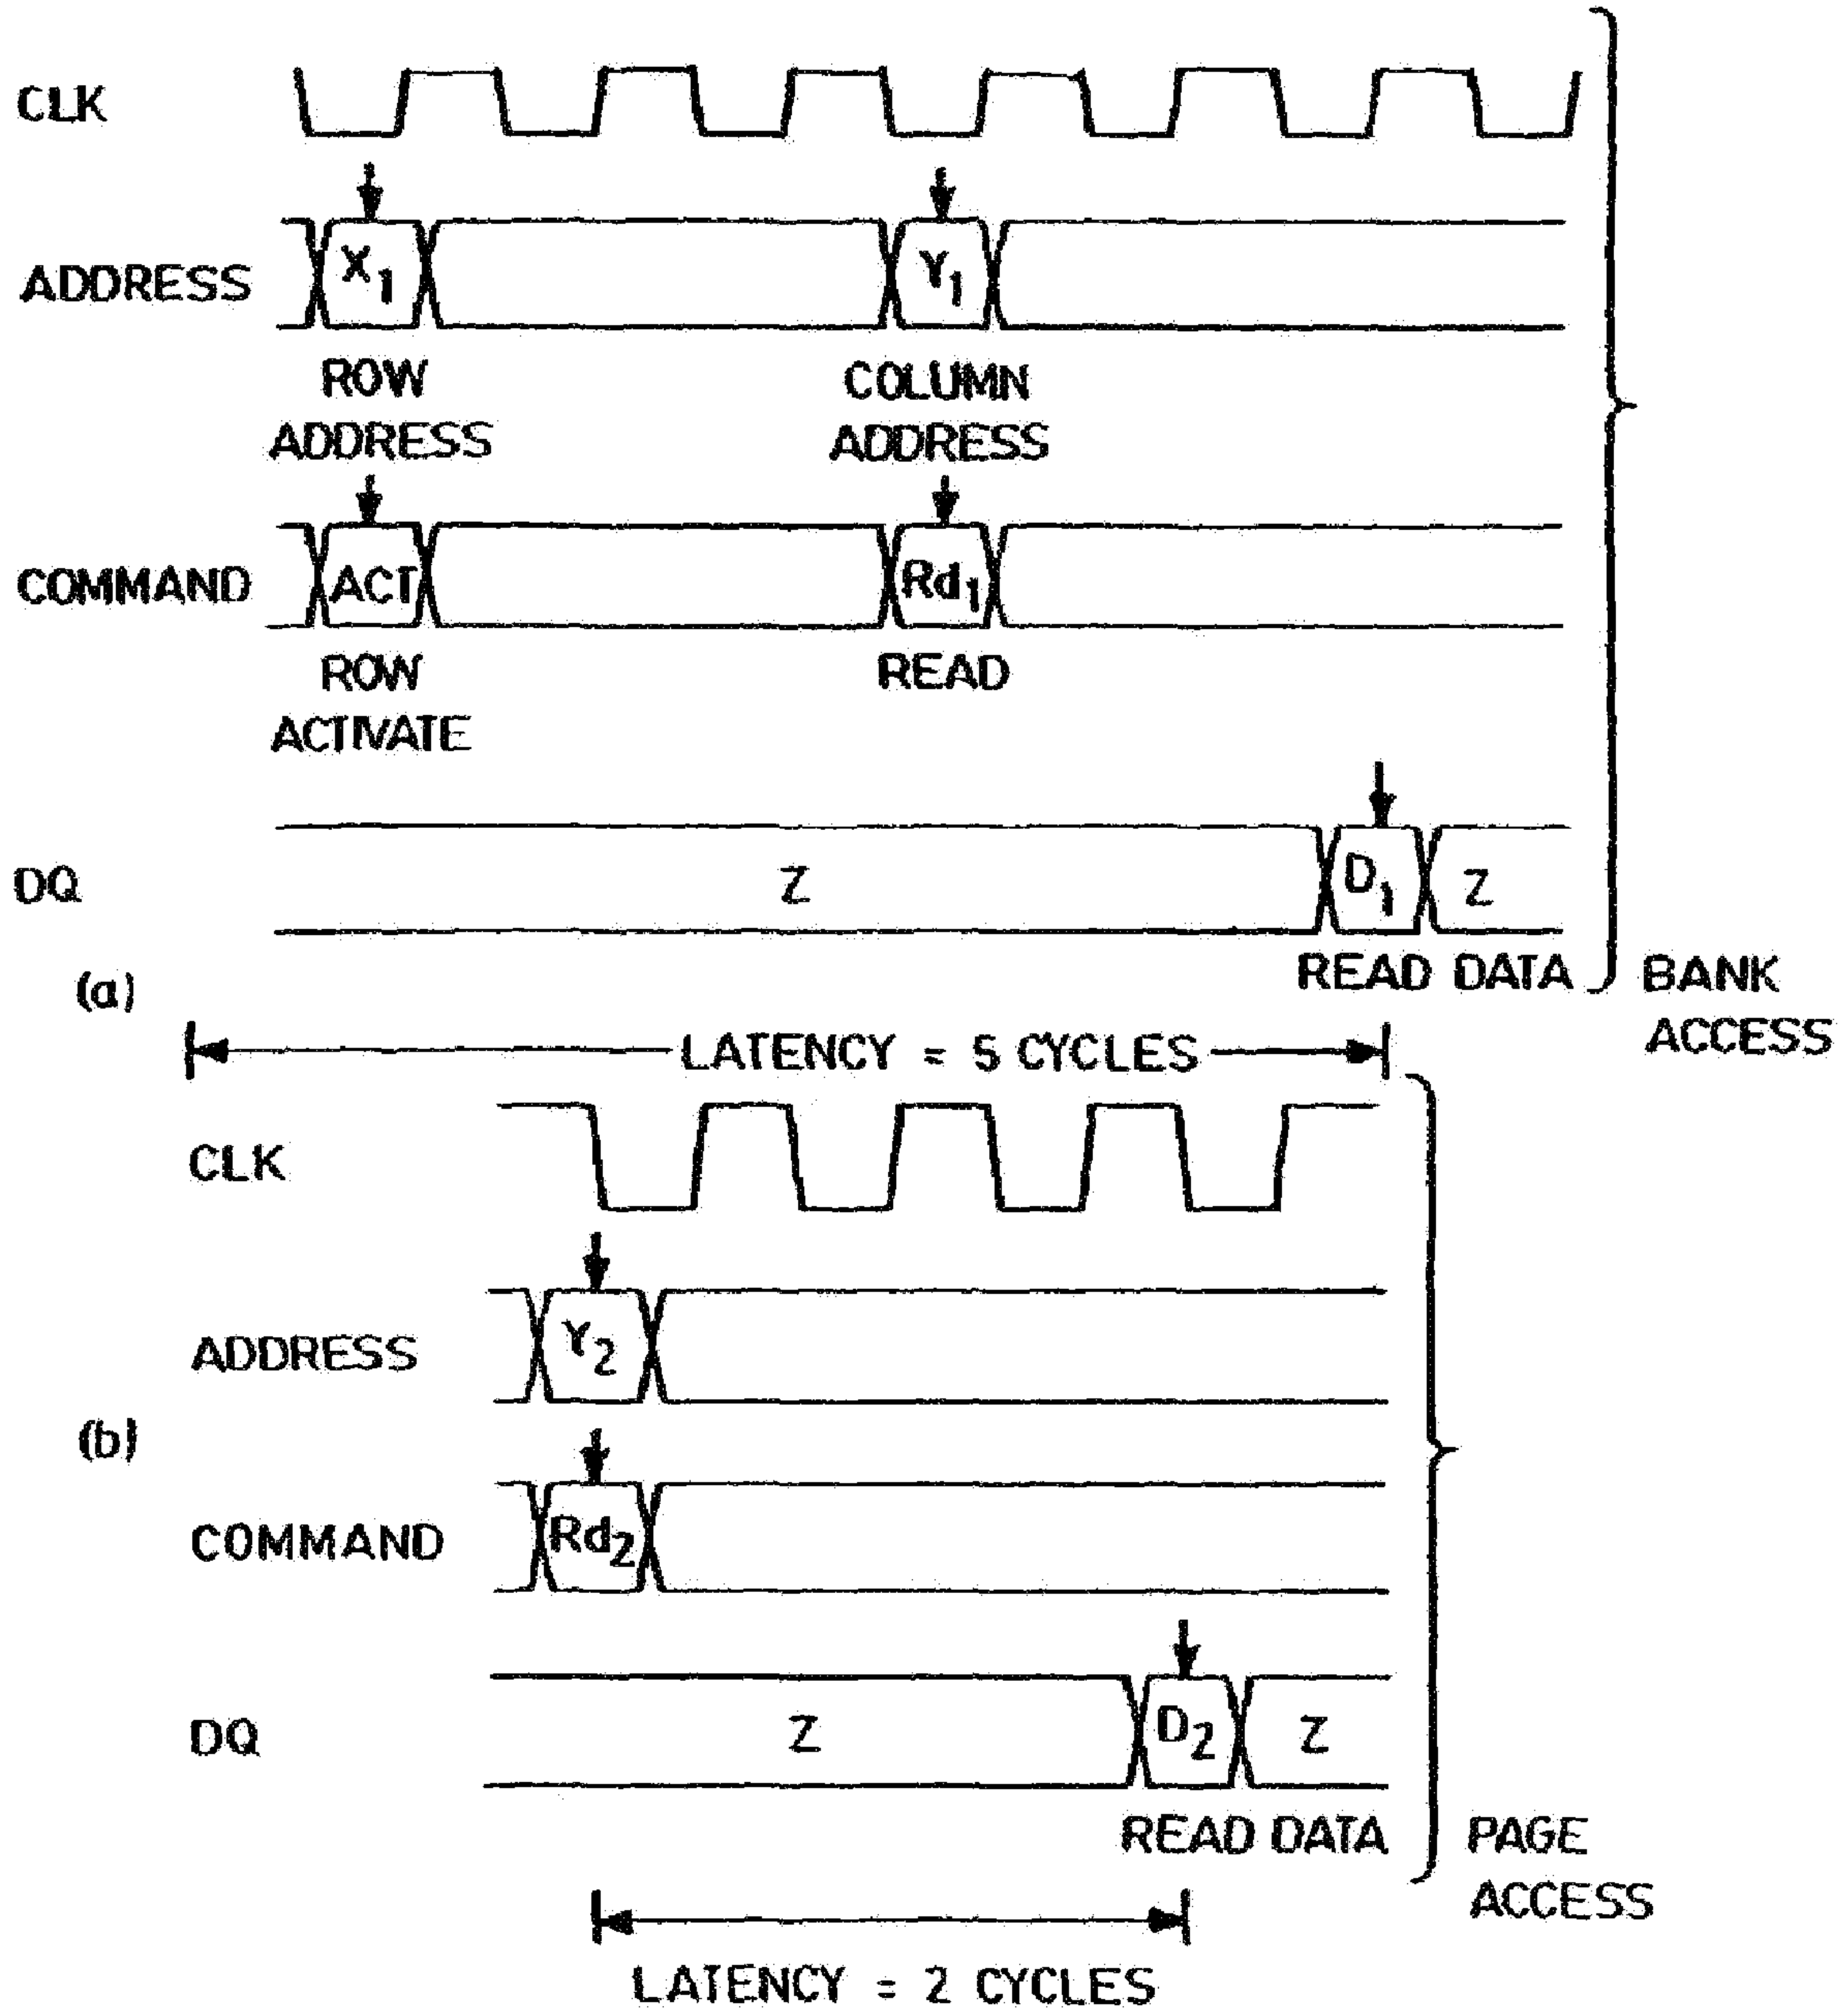 CLK
ADDRESS X1 Y1
ROW ADDRESS
COLUMN ADDRESS
COMMAND ACT Rd1
ROW ACTIVATE
READ
DQ Z D1 Z
READ DATA
BANK ACCESS
(a)
LATENCY = 5 CYCLES
CLK
ADDRESS Y2
(b)
COMMAND Rd2
DQ Z D2 Z
READ DATA
PAGE ACCESS
LATENCY = 2 CYCLES